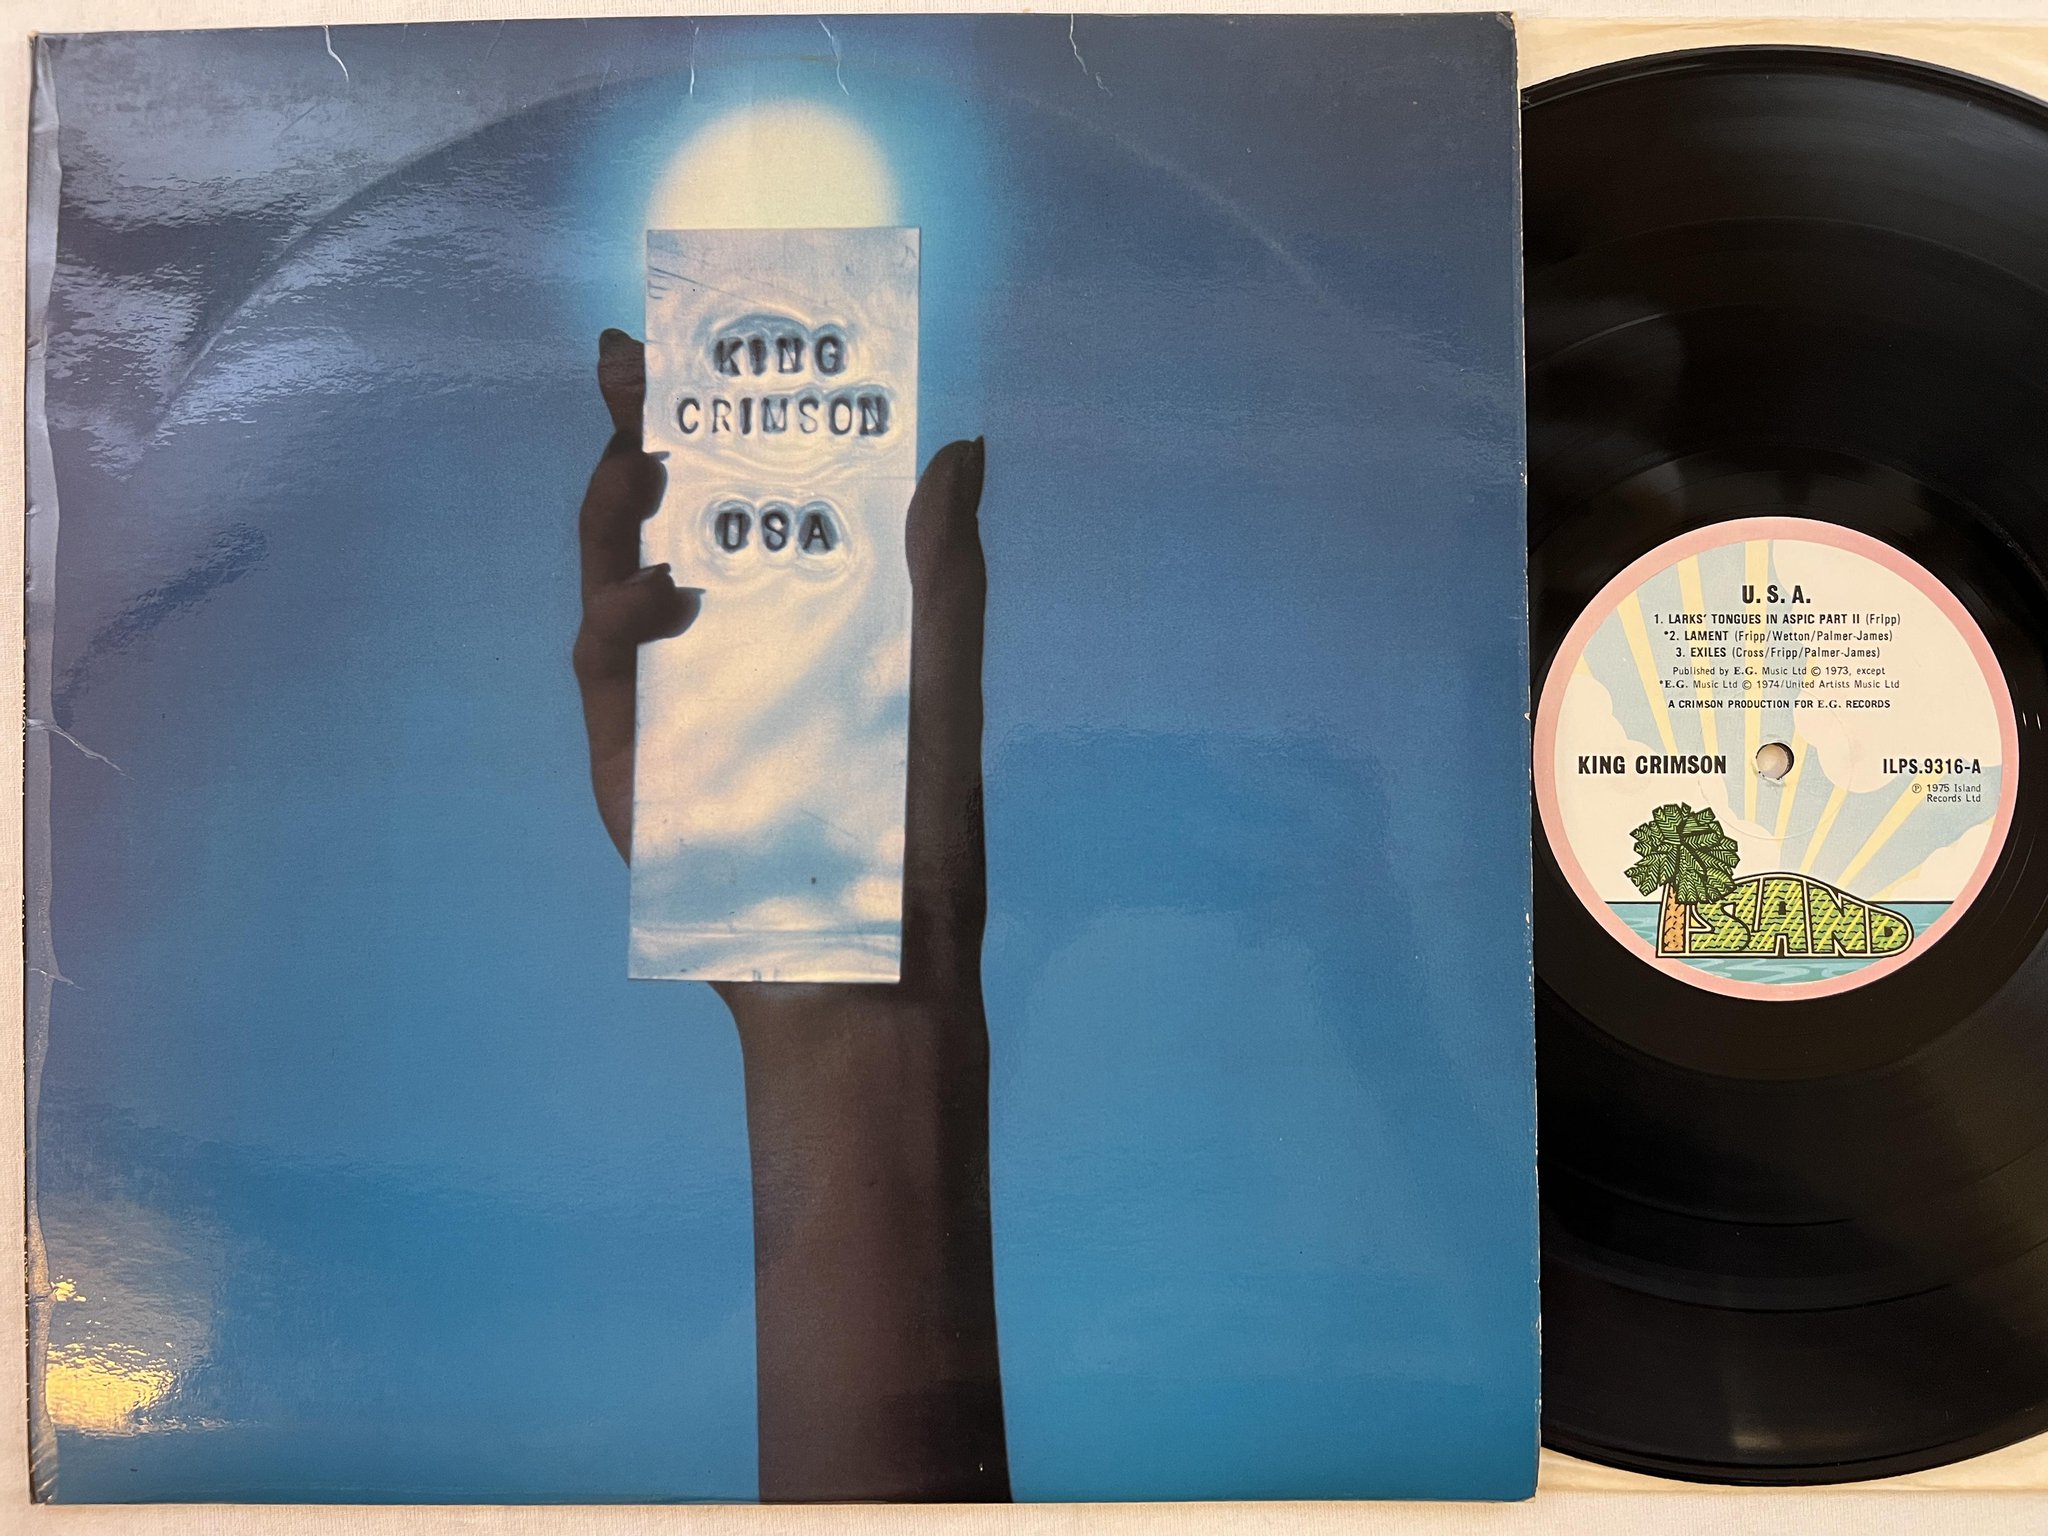 KING
CRIMSON
USA
U.S.A.
1. LARKS' TONGUES IN ASPIC PART II (Fripp)
*2. LAMENT (Fripp/Wetton/Palmer-James)
3. EXILES (Cross/Fripp/Palmer-James)
Published by E.G. Music Ltd © 1973, except
*E.G. Music Ltd © 1974/United Artists Music Ltd
A CRIMSON PRODUCTION FOR E.G. RECORDS
KING CRIMSON
ILPS.9316-A
℗ 1975 Island
Records Ltd
ISLAND